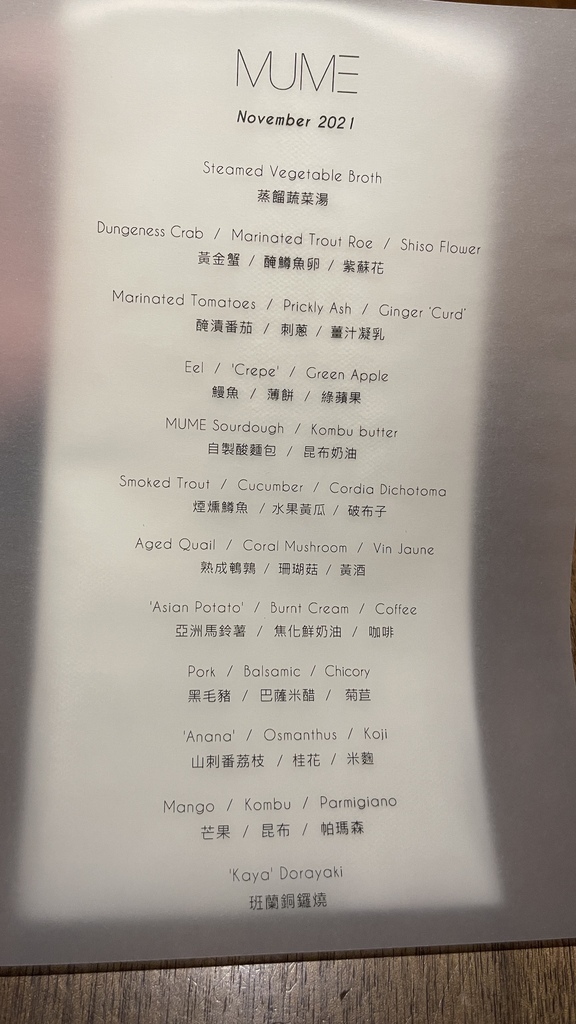 MUME
November 2021
Steamed Vegetable Broth
蒸餾蔬菜湯
Dungeness Crab / Marinated Trout Roe / Shiso Flower
黃金蟹 / 醃鱒魚卵 / 紫蘇花
Marinated Tomatoes / Prickly Ash / Ginger 'Curd'
醃漬番茄 / 刺蔥 / 薑汁凝乳
Eel / 'Crepe' / Green Apple
鰻魚 / 薄餅 / 綠蘋果
MUME Sourdough / Kombu butter
自製酸麵包 / 昆布奶油
Smoked Trout / Cucumber / Cordia Dichotoma
煙燻鱒魚 / 水果黃瓜 / 破布子
Aged Quail / Coral Mushroom / Vin Jaune
熟成鵪鶉 / 珊瑚菇 / 黃酒
'Asian Potato' / Burnt Cream / Coffee
亞洲馬鈴薯 / 焦化鮮奶油 / 咖啡
Pork / Balsamic / Chicory
黑毛豬 / 巴薩米醋 / 菊苣
'Anana' / Osmanthus / Koji
山刺番荔枝 / 桂花 / 米麴
Mango / Kombu / Parmigiano
芒果 / 昆布 / 帕瑪森
'Kaya' Dorayaki
班蘭銅鑼燒